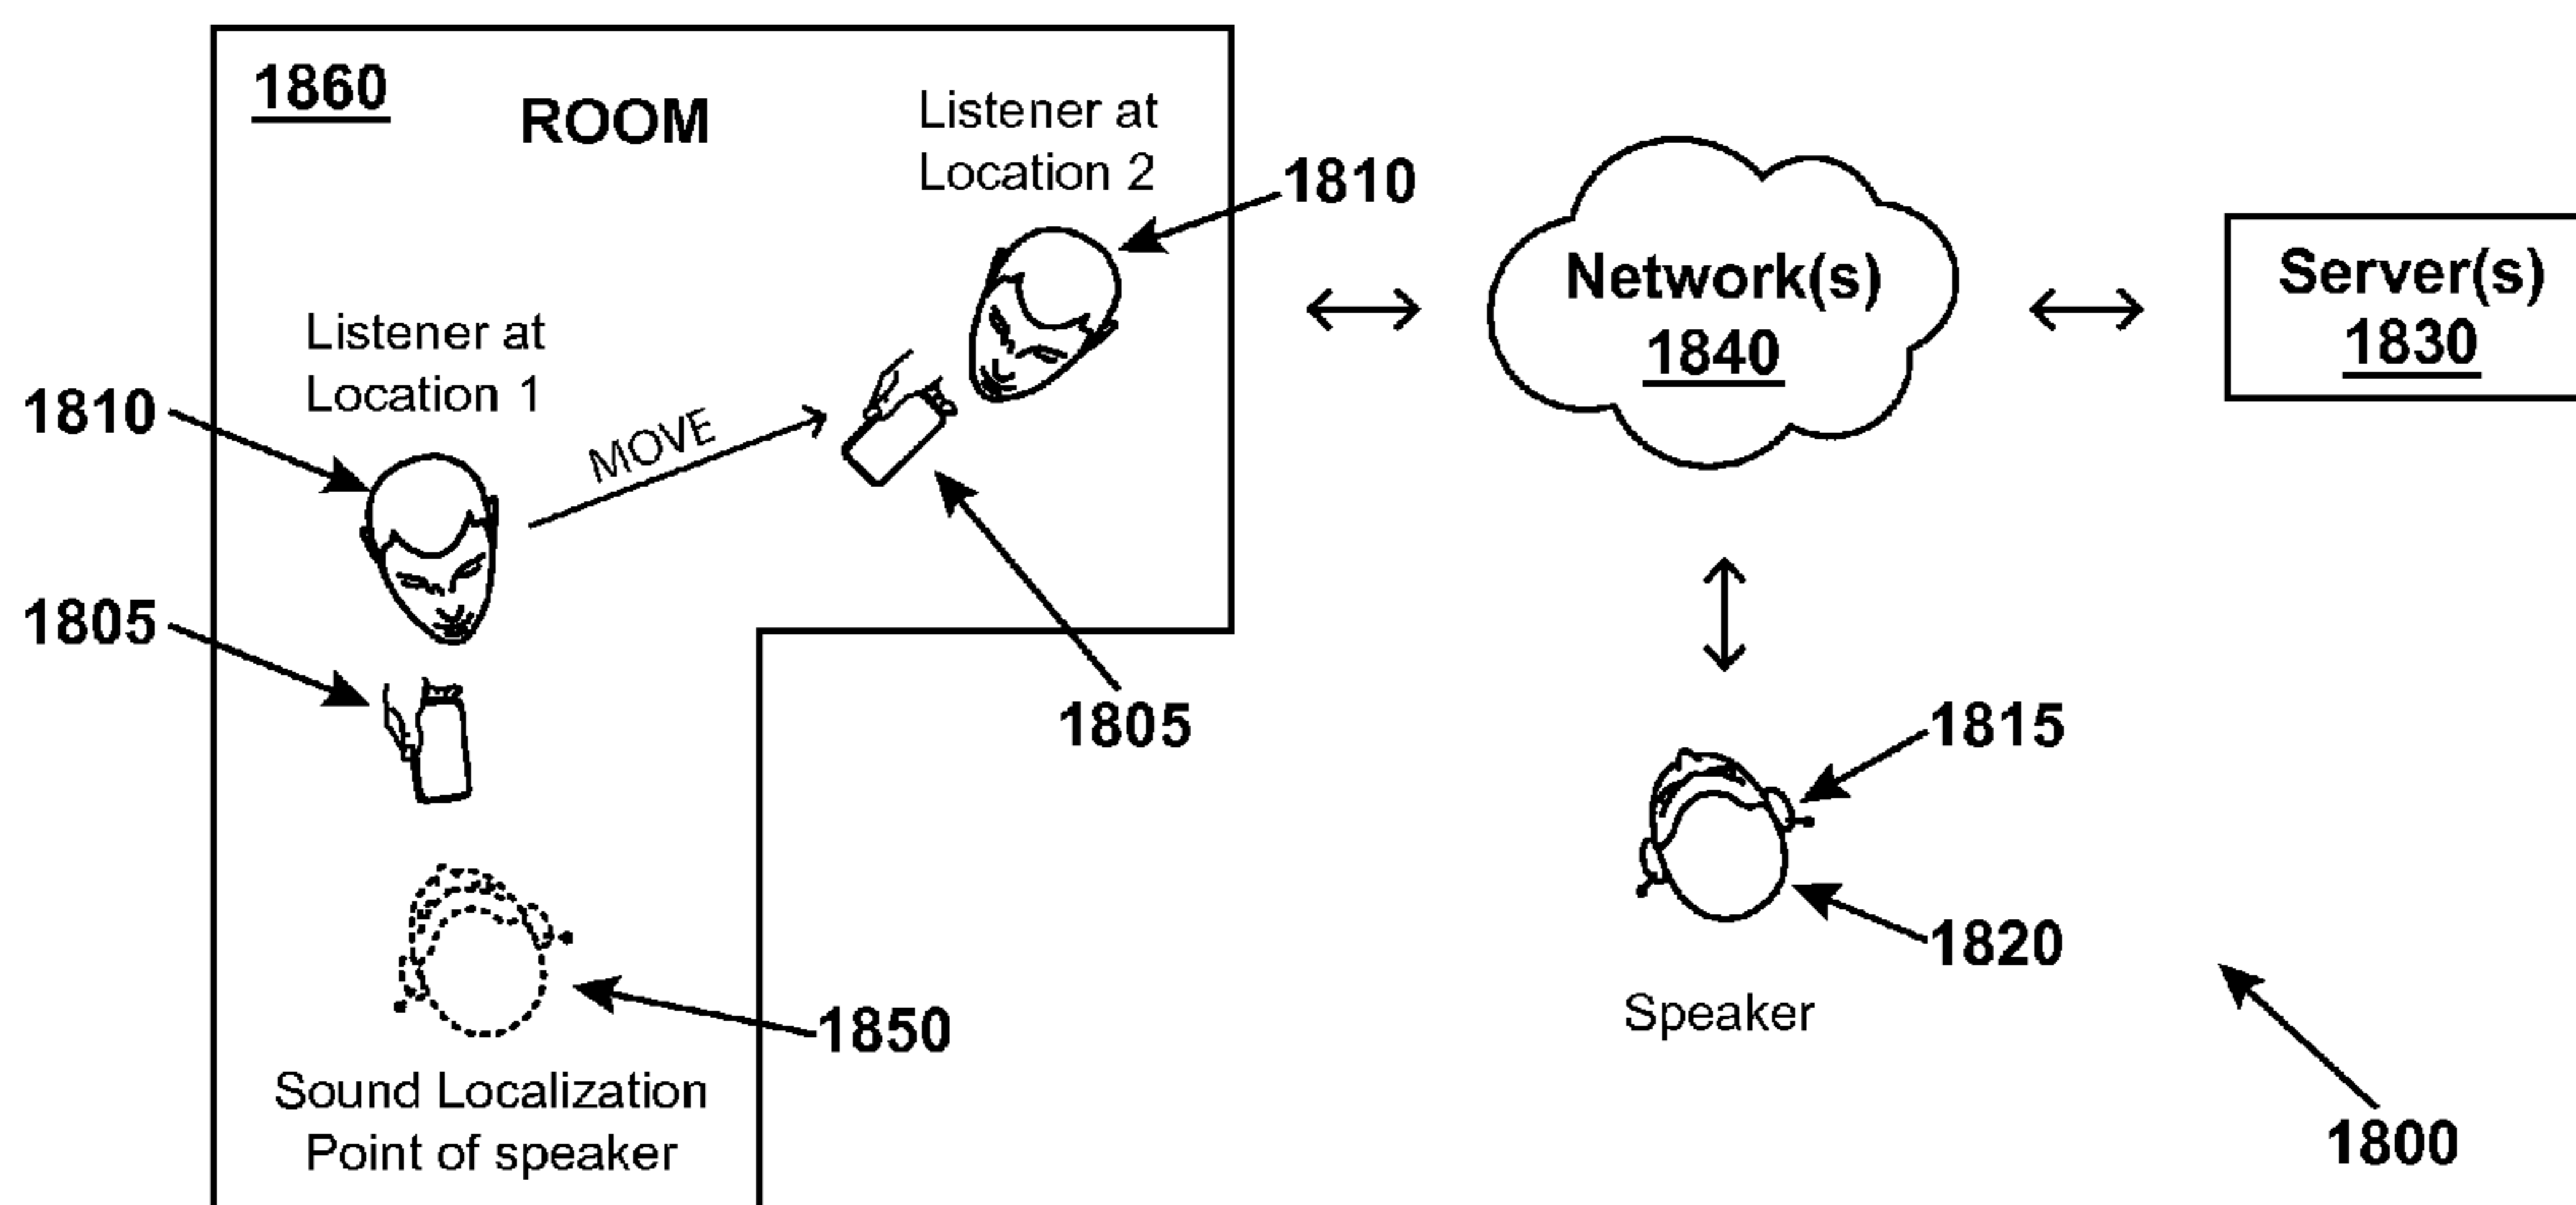 1860
ROOM
Listener at
Location 2
1810
Listener at
Location 1
1810
MOVE
1805
1805
1850
Sound Localization
Point of speaker
Network(s)
1840
Server(s)
1830
1815
1820
Speaker
1800